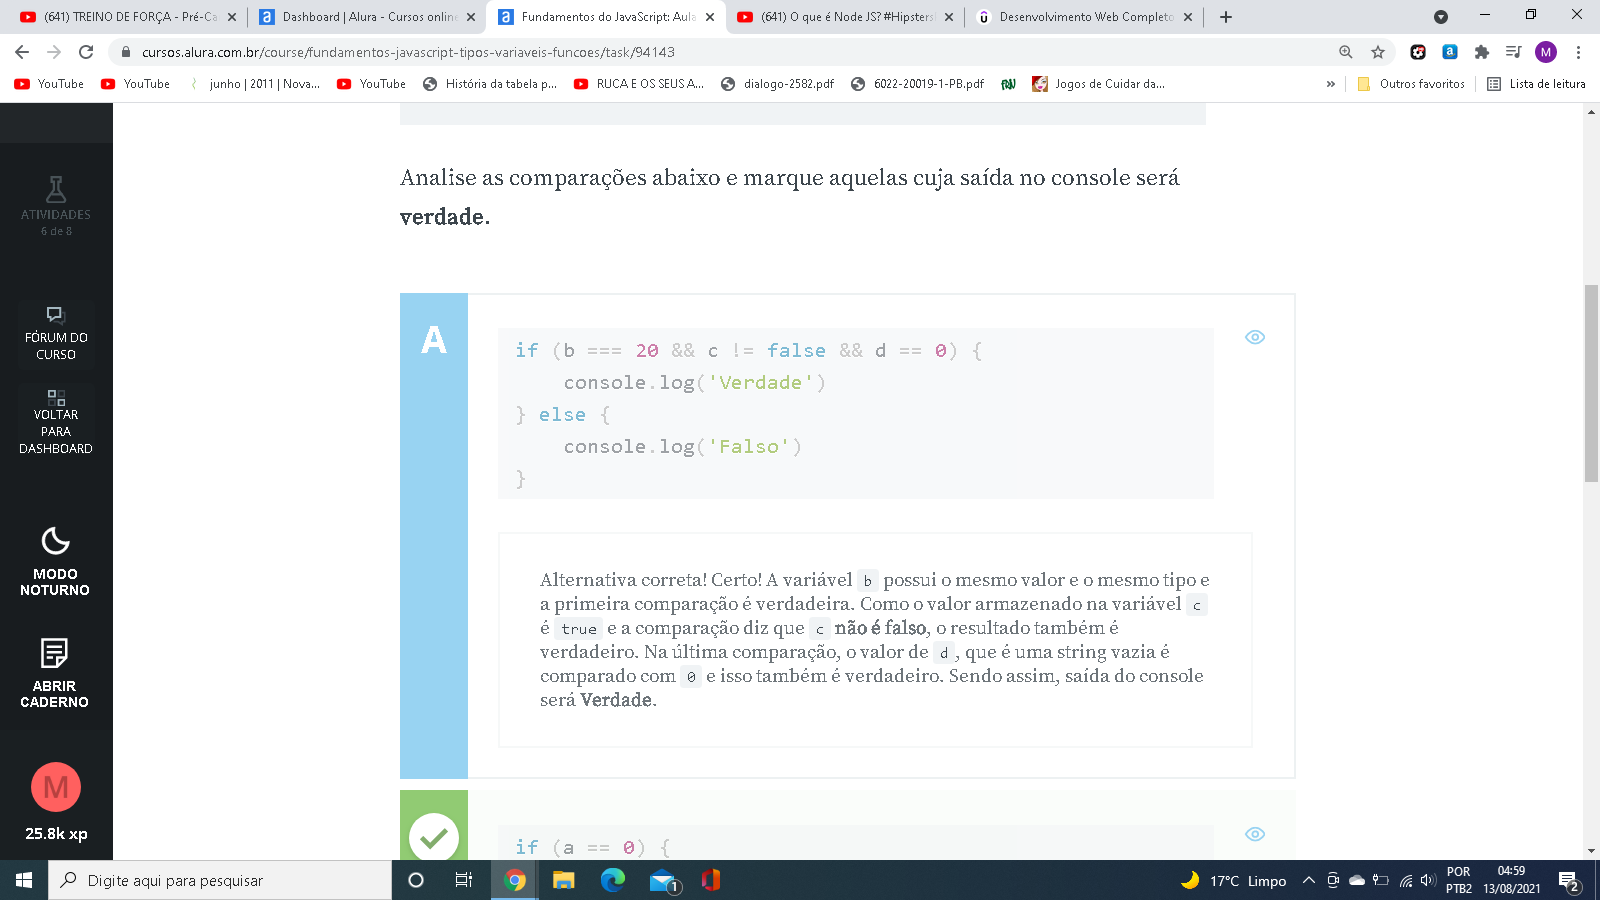 (641) TREINO DE FORÇA - Pré-Ca
Dashboard | Alura - Cursos online
Fundamentos do JavaScript: Aula
(641) O que é Node JS? #Hipsters
Desenvolvimento Web Completo
cursos.alura.com.br/course/fundamentos-javascript-tipos-variaveis-funcoes/task/94143
M
YouTube
YouTube
junho | 2011 | Nova...
YouTube
História da tabela p...
RUCA E OS SEUS A...
dialogo-2582.pdf
6022-20019-1-PB.pdf
Jogos de Cuidar da...
»
Outros favoritos
Lista de leitura
ATIVIDADES
6 de 8
FÓRUM DO
CURSO
VOLTAR
PARA
DASHBOARD
MODO
NOTURNO
ABRIR
CADERNO
M
25.8k xp
Analise as comparações abaixo e marque aquelas cuja saída no console será
verdade.
A
if (b === 20 && c != false && d == 0) {
console.log('Verdade')
} else {
console.log('Falso')
}
Alternativa correta! Certo! A variável b possui o mesmo valor e o mesmo tipo e
a primeira comparação é verdadeira. Como o valor armazenado na variável c
é true e a comparação diz que c não é falso, o resultado também é
verdadeiro. Na última comparação, o valor de d, que é uma string vazia é
comparado com 0 e isso também é verdadeiro. Sendo assim, saída do console
será Verdade.
if (a == 0) {
Digite aqui para pesquisar
1
17°C Limpo
POR
PTB2
04:59
13/08/2021
2